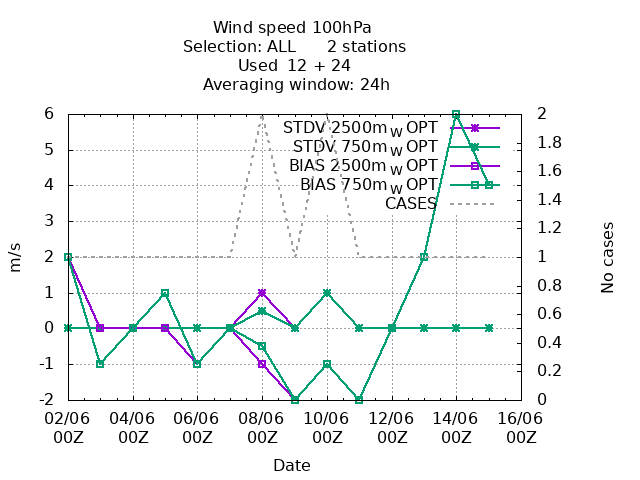 Wind speed 100hPa
Selection: ALL 2 stations
Used 12 + 24
Averaging window: 24h
STDV 2500m_W OPT
STDV 750m_W OPT
BIAS 2500m_W OPT
BIAS 750m_W OPT
CASES
m/s
6
5
4
3
2
1
0
-1
-2
No cases
2
1.8
1.6
1.4
1.2
1
0.8
0.6
0.4
0.2
0
02/06 04/06 06/06 08/06 10/06 12/06 14/06 16/06
00Z 00Z 00Z 00Z 00Z 00Z 00Z 00Z
Date